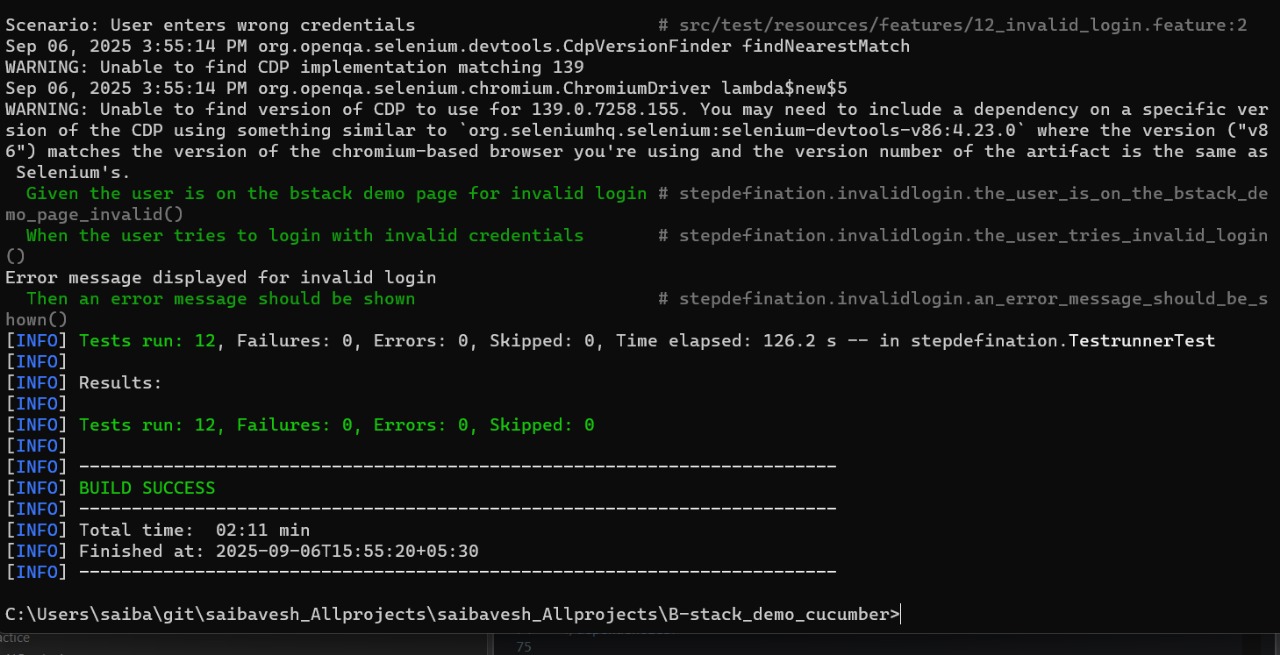 Scenario: User enters wrong credentials # src/test/resources/features/12_invalid_login.feature:2
Sep 06, 2025 3:55:14 PM org.openqa.selenium.devtools.CdpVersionFinder findNearestMatch
WARNING: Unable to find CDP implementation matching 139
Sep 06, 2025 3:55:14 PM org.openqa.selenium.chromium.ChromiumDriver lambda$new$5
WARNING: Unable to find version of CDP to use for 139.0.7258.155. You may need to include a dependency on a specific ver
sion of the CDP using something similar to `org.seleniumhq.selenium:selenium-devtools-v86:4.23.0` where the version ("v8
6") matches the version of the chromium-based browser you're using and the version number of the artifact is the same as
Selenium's.
Given the user is on the bstack demo page for invalid login # stepdefination.invalidlogin.the_user_is_on_the_bstack_de
mo_page_invalid()
When the user tries to login with invalid credentials # stepdefination.invalidlogin.the_user_tries_invalid_login
()
Error message displayed for invalid login
Then an error message should be shown # stepdefination.invalidlogin.an_error_message_should_be_s
hown()
[INFO] Tests run: 12, Failures: 0, Errors: 0, Skipped: 0, Time elapsed: 126.2 s -- in stepdefination.TestrunnerTest
[INFO]
[INFO] Results:
[INFO]
[INFO] Tests run: 12, Failures: 0, Errors: 0, Skipped: 0
[INFO]
[INFO] ------------------------------------------------------------------------
[INFO] BUILD SUCCESS
[INFO] ------------------------------------------------------------------------
[INFO] Total time:  02:11 min
[INFO] Finished at: 2025-09-06T15:55:20+05:30
[INFO] ------------------------------------------------------------------------
C:\Users\saiba\git\saibavesh_Allprojects\saibavesh_Allprojects\B-stack_demo_cucumber>
75